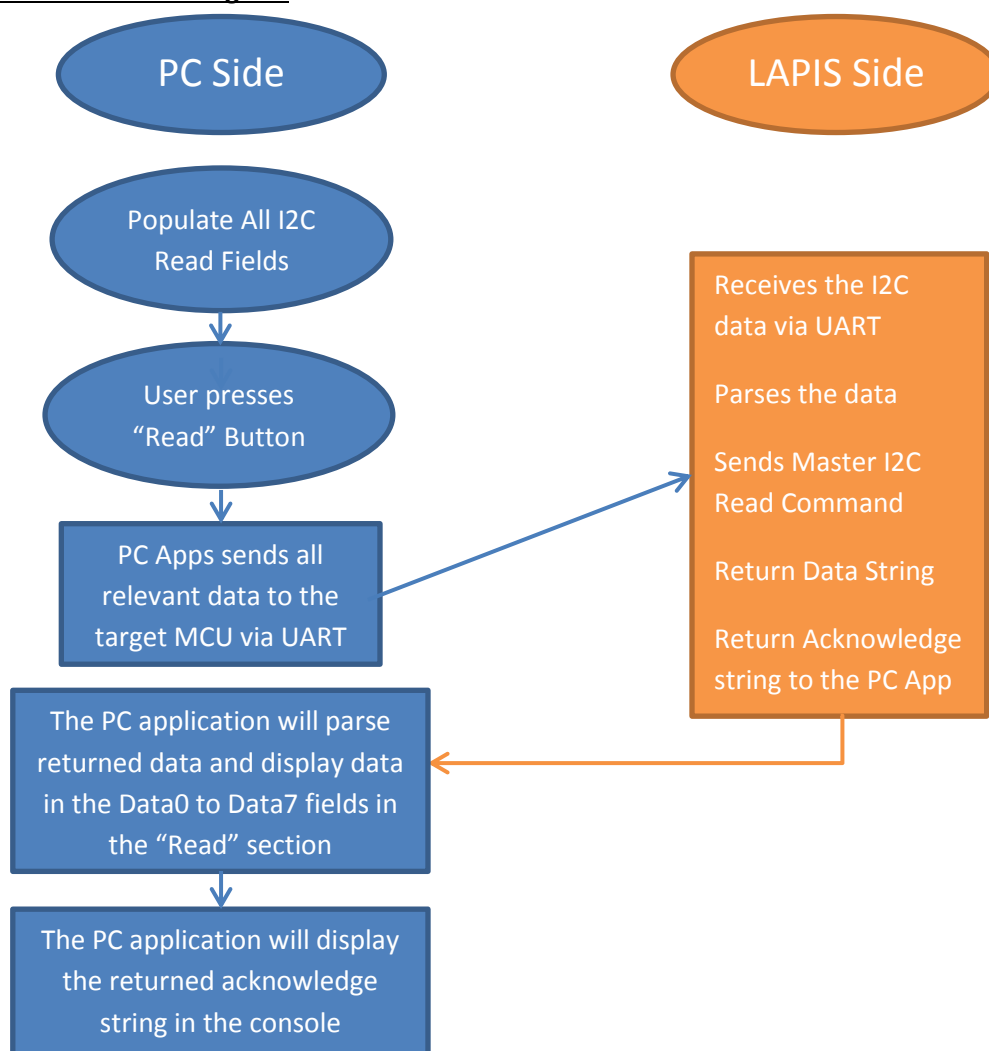 PC Side
LAPIS Side
Populate All I2C
Read Fields
User presses
“Read” Button
PC Apps sends all
relevant data to the
target MCU via UART
Receives the I2C
data via UART
Parses the data
Sends Master I2C
Read Command
Return Data String
Return Acknowledge
string to the PC App
The PC application will parse
returned data and display data
in the Data0 to Data7 fields in
the “Read” section
The PC application will display
the returned acknowledge
string in the console